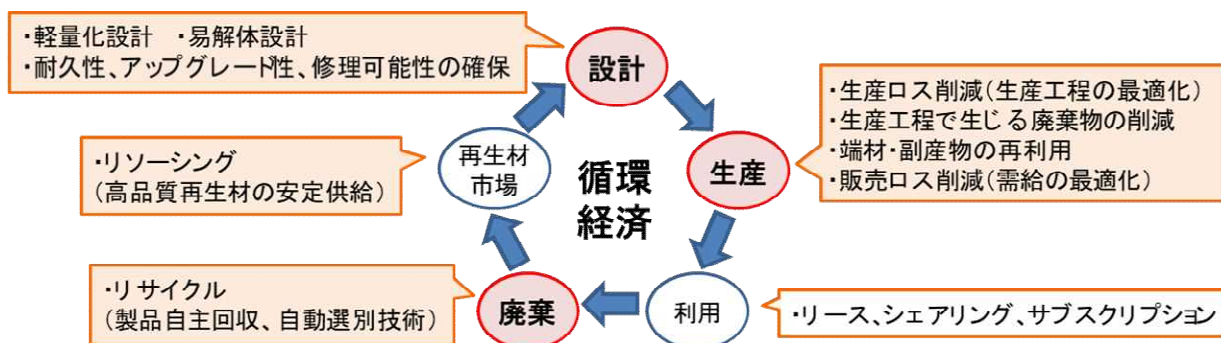 ・軽量化設計　・易解体設計
・耐久性、アップグレード性、修理可能性の確保
設計
・生産ロス削減(生産工程の最適化)
・生産工程で生じる廃棄物の削減
・端材・副産物の再利用
・販売ロス削減(需給の最適化)
生産
再生材
市場
・リソーシング
(高品質再生材の安定供給)
循環
経済
・リサイクル
(製品自主回収、自動選別技術)
廃棄
利用
・リース、シェアリング、サブスクリプション